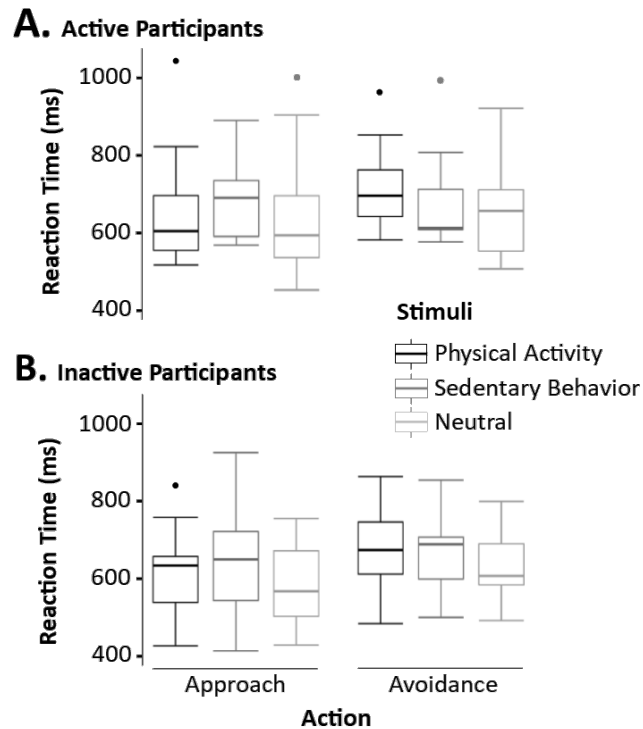 A. Active Participants
Reaction Time (ms)
1000
800
600
400
Stimuli
Physical Activity
Sedentary Behavior
Neutral
B. Inactive Participants
Reaction Time (ms)
1000
800
600
400
Approach
Avoidance
Action